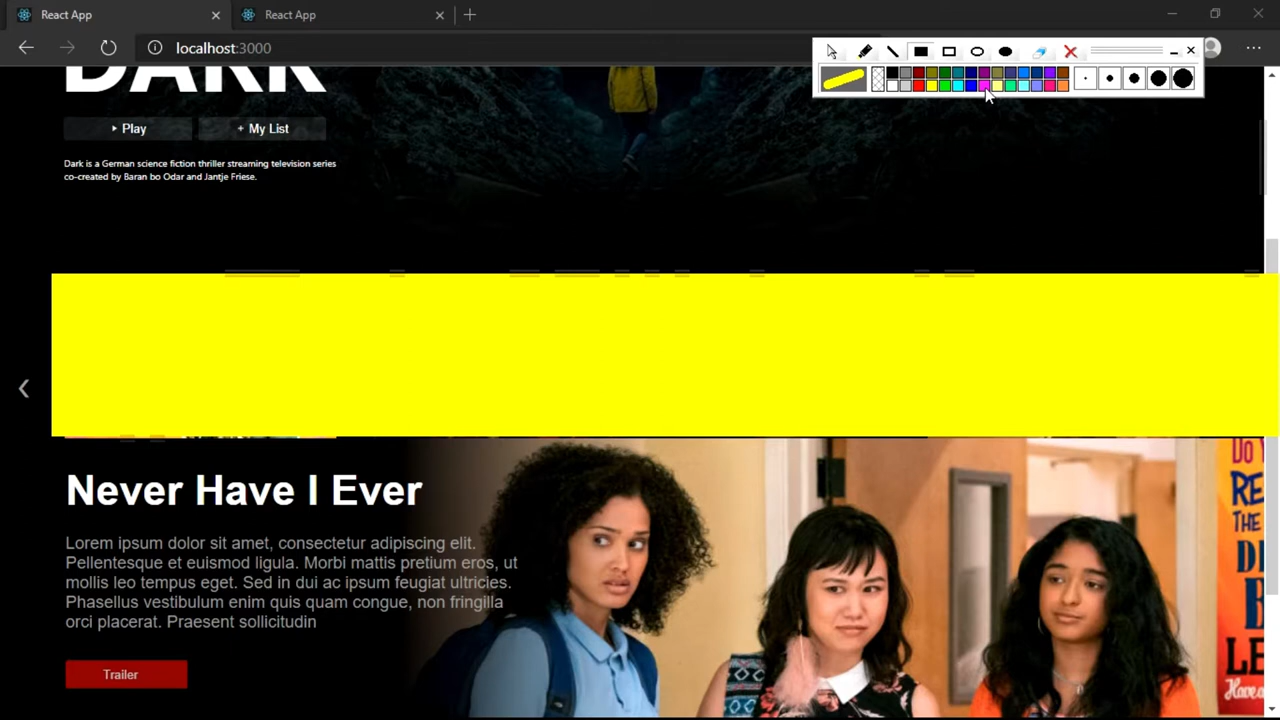 React App
React App
localhost:3000
DARK
Play
+ My List
Dark is a German science fiction thriller streaming television series
co-created by Baran bo Odar and Jantje Friese.
Never Have I Ever
Lorem ipsum dolor sit amet, consectetur adipiscing elit.
Pellentesque et euismod ligula. Morbi mattis pretium eros, ut
mollis leo tempus eget. Sed in dui ac ipsum feugiat ultricies.
Phasellus vestibulum enim quis quam congue, non fringilla
orci placerat. Praesent sollicitudin
Trailer